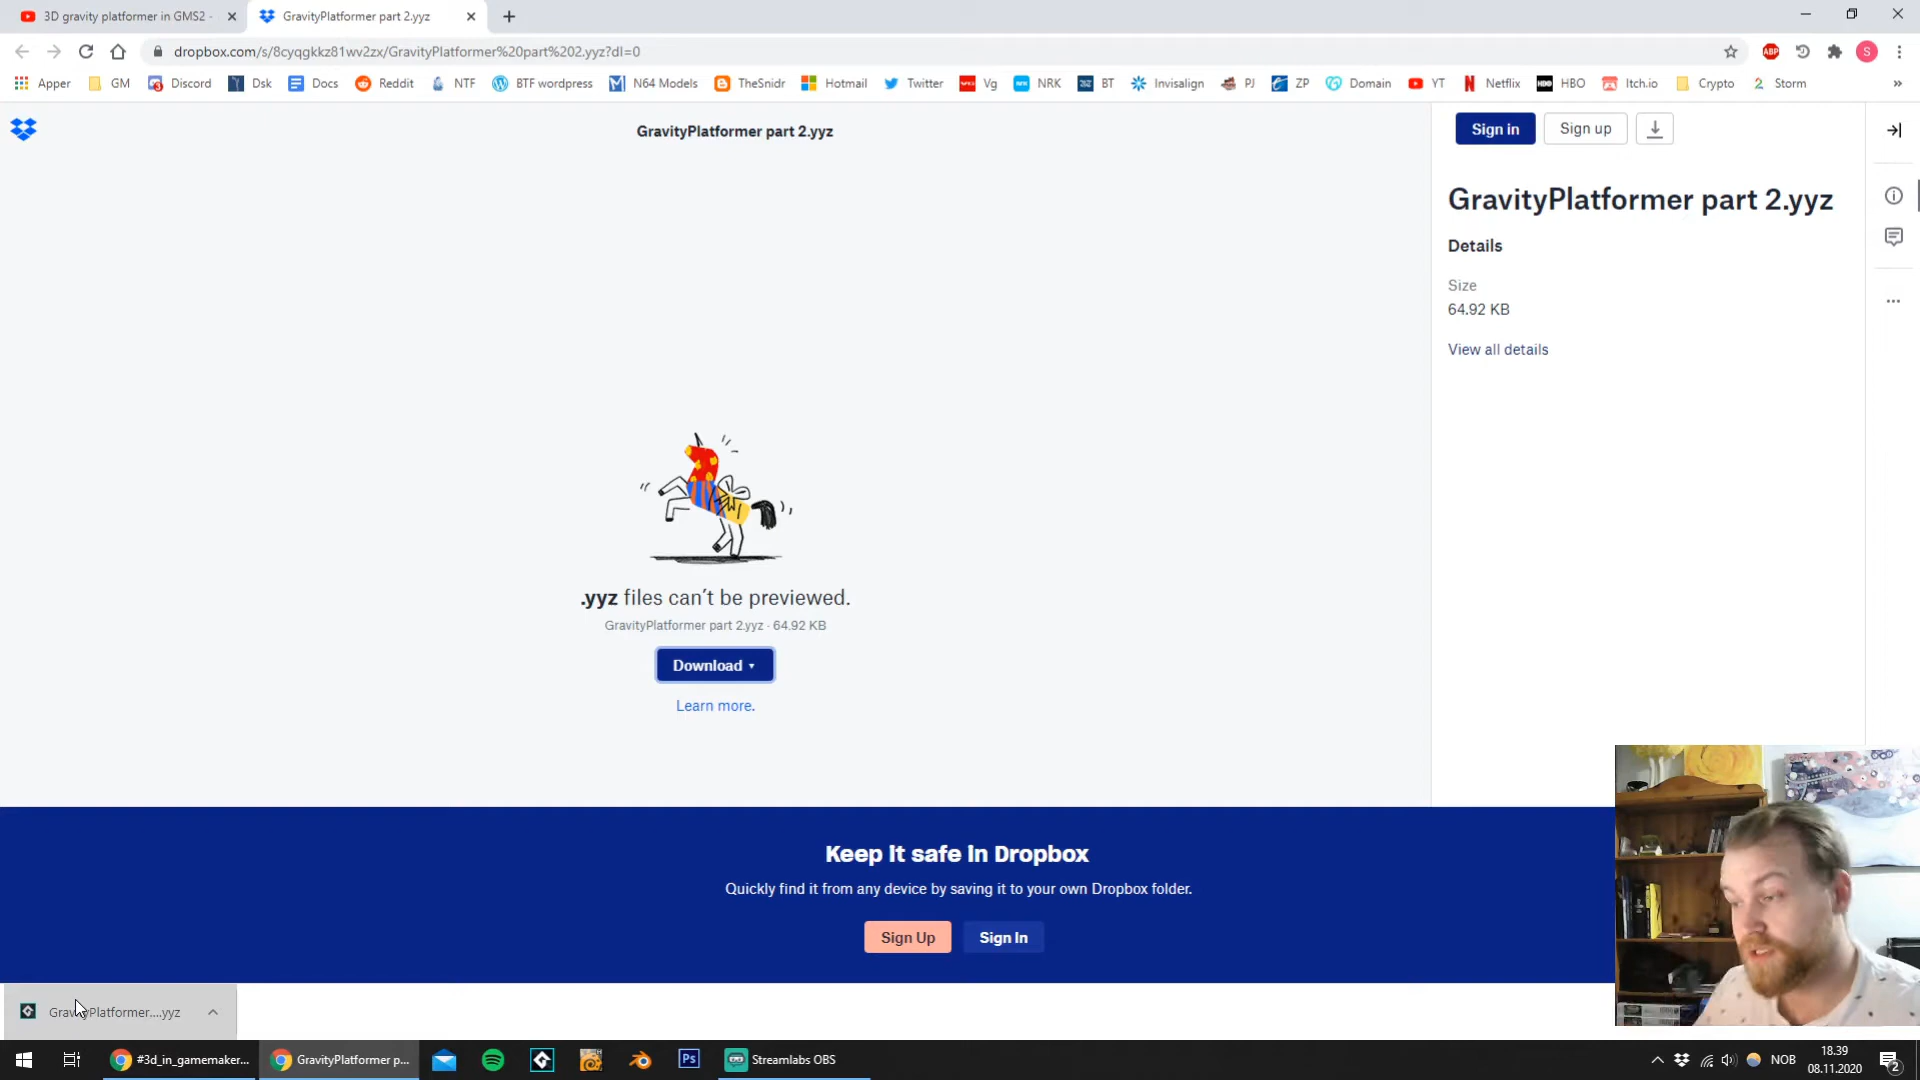 3D gravity platformer in GMS2 -
GravityPlatformer part 2.yyz
dropbox.com/s/8cyqgkkz81wv2zx/GravityPlatformer%20part%202.yyz?dl=0
ABP
S
Apper
GM
Discord
Dsk
Docs
Reddit
NTF
BTF wordpress
N64 Models
TheSnidr
Hotmail
Twitter
Vg
NRK
BT
Invisalign
PJ
ZP
Domain
YT
Netflix
HBO
Itch.io
Crypto
2 Storm
»
GravityPlatformer part 2.yyz
Sign in
Sign up
GravityPlatformer part 2.yyz
Details
Size
64.92 KB
View all details
.yyz files can't be previewed.
GravityPlatformer part 2.yyz · 64.92 KB
Download
Learn more.
Keep it safe in Dropbox
Quickly find it from any device by saving it to your own Dropbox folder.
Sign Up
Sign In
GravityPlatformer....yyz
#3d_in_gamemaker...
GravityPlatformer p...
Ps
Streamlabs OBS
NOB
18.39
08.11.2020
2